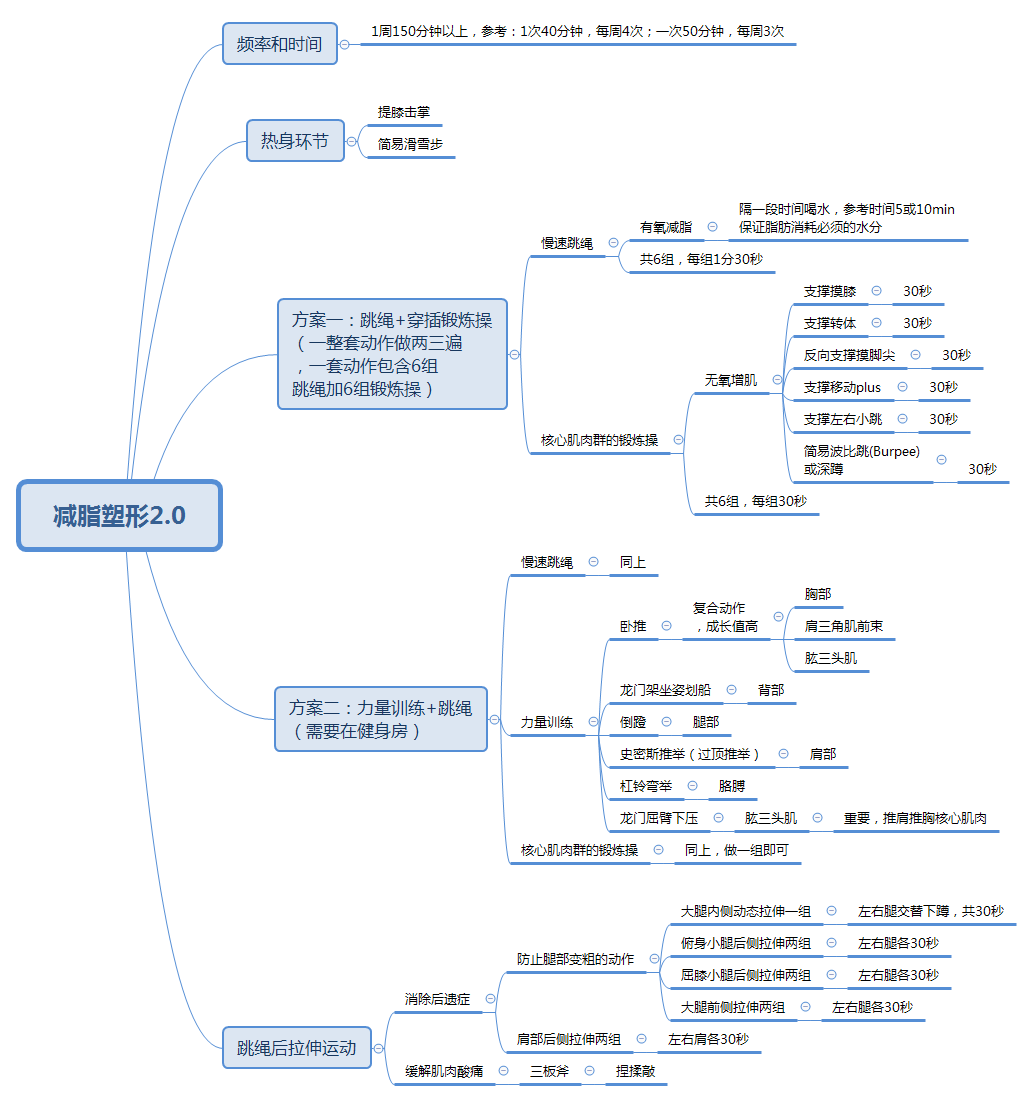 频率和时间
1周150分钟以上，参考：1次40分钟，每周4次；一次50分钟，每周3次
热身环节
提膝击掌
简易滑雪步
方案一：跳绳+穿插锻炼操
（一整套动作做两三遍
，一套动作包含6组
跳绳加6组锻炼操）
慢速跳绳
有氧减脂
隔一段时间喝水，参考时间5或10min
保证脂肪消耗必须的水分
共6组，每组1分30秒
核心肌肉群的锻炼操
无氧增肌
支撑摸膝
30秒
支撑转体
30秒
反向支撑摸脚尖
30秒
支撑移动plus
30秒
支撑左右小跳
30秒
简易波比跳(Burpee)
或深蹲
30秒
共6组，每组30秒
减脂塑形2.0
方案二：力量训练+跳绳
（需要在健身房）
慢速跳绳
同上
力量训练
卧推
复合动作
，成长值高
胸部
肩三角肌前束
肱三头肌
龙门架坐姿划船
背部
倒蹬
腿部
史密斯推举（过顶推举）
肩部
杠铃弯举
胳膊
龙门屈臂下压
肱三头肌
重要，推肩推胸核心肌肉
核心肌肉群的锻炼操
同上，做一组即可
跳绳后拉伸运动
消除后遗症
防止腿部变粗的动作
大腿内侧动态拉伸一组
左右腿交替下蹲，共30秒
俯身小腿后侧拉伸两组
左右腿各30秒
屈膝小腿后侧拉伸两组
左右腿各30秒
大腿前侧拉伸两组
左右腿各30秒
肩部后侧拉伸两组
左右肩各30秒
缓解肌肉酸痛
三板斧
捏揉敲